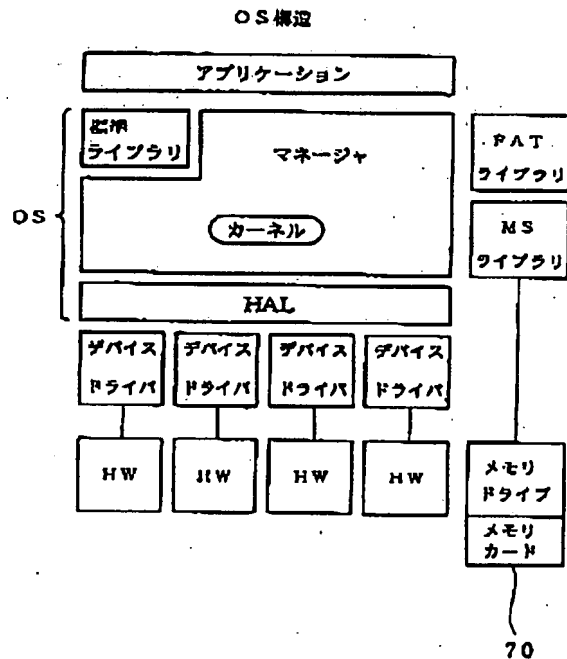 OS構造
アプリケーション
OS
ライブラリ
マネージャ
カーネル
HAL
FAT
ライブラリ
MS
ライブラリ
デバイス
ドライバ
デバイス
ドライバ
デバイス
ドライバ
デバイス
ドライバ
HW
HW
HW
HW
メモリ
ドライブ
メモリ
カード
70